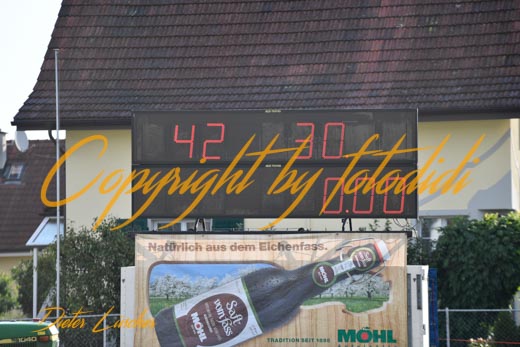 42 30
Copyright by fotodidi
0.00
Natürlich aus dem Eichenfass.
Saft
vom fass
MÖHL
TRADITION SEIT 1895
MÖHL
Dieter